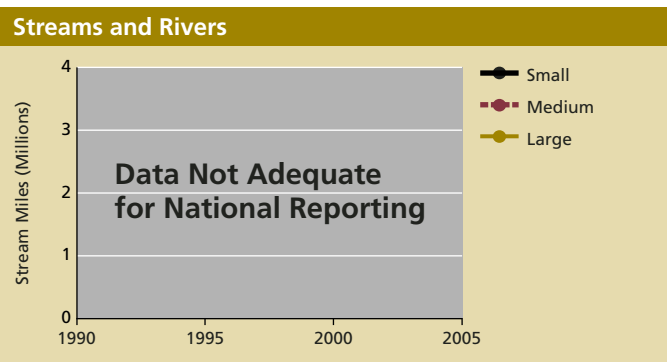 Streams and Rivers
Stream Miles (Millions)
4
3
2
1
0
Data Not Adequate
for National Reporting
1990
1995
2000
2005
Small
Medium
Large